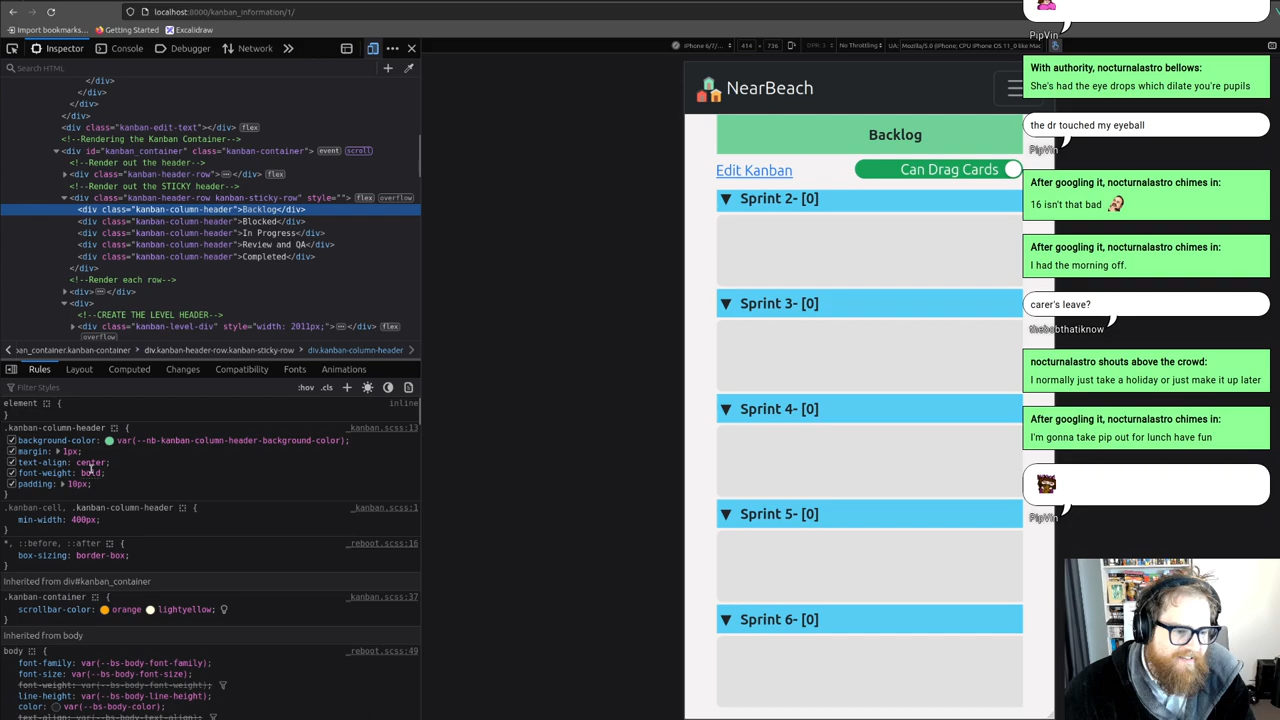 localhost:8000/kanban_information/1/
Import bookmarks...
Getting Started
Excalidraw
Inspector
Console
Debugger
Network
Search HTML
</div>
</div>
</div>
</div>
<div class="kanban-edit-text"></div> flex
<!--Rendering the Kanban Container-->
<div id="kanban_container" class="kanban-container"> event scroll
<!--Render out the header-->
<div class="kanban-header-row"></div> flex
<!--Render out the STICKY header-->
<div class="kanban-header-row kanban-sticky-row" style=""> flex overflow
<div class="kanban-column-header">Backlog</div>
<div class="kanban-column-header">Blocked</div>
<div class="kanban-column-header">In Progress</div>
<div class="kanban-column-header">Review and QA</div>
<div class="kanban-column-header">Completed</div>
</div>
<!--Render each row-->
<div></div>
<div>
<!--CREATE THE LEVEL HEADER-->
<div class="kanban-level-div" style="width: 2011px;"></div> flex
overflow
an_container.kanban-container
div.kanban-header-row.kanban-sticky-row
div.kanban-column-header
Rules
Layout
Computed
Changes
Compatibility
Fonts
Animations
Filter Styles
:hov .cls
element { inline
}
.kanban-column-header { _kanban.scss:13
background-color: var(--nb-kanban-column-header-background-color);
margin: 1px;
text-align: center;
font-weight: bold;
padding: 10px;
}
.kanban-cell, .kanban-column-header { _kanban.scss:1
min-width: 400px;
}
*, ::before, ::after { _reboot.scss:16
box-sizing: border-box;
}
Inherited from div#kanban_container
.kanban-container { _kanban.scss:37
scrollbar-color: orange lightyellow;
}
Inherited from body
body { _reboot.scss:49
font-family: var(--bs-body-font-family);
font-size: var(--bs-body-font-size);
font-weight: var(--bs-body-font-weight);
line-height: var(--bs-body-line-height);
color: var(--bs-body-color);
text-align: var(--bs-body-text-align);
iPhone 6/7/...
414 × 736
DPR: 3
No Throttling
UA: Mozilla/5.0 (iPhone; CPU iPhone OS 11_0 like Mac
NearBeach
Backlog
Edit Kanban
Can Drag Cards
Sprint 2- [0]
Sprint 3- [0]
Sprint 4- [0]
Sprint 5- [0]
Sprint 6- [0]
PipVin
With authority, nocturnalastro bellows:
She's had the eye drops which dilate you're pupils
the dr touched my eyeball
PipVin
After googling it, nocturnalastro chimes in:
16 isn't that bad
After googling it, nocturnalastro chimes in:
I had the morning off.
carer's leave?
thebobthatiknow
nocturnalastro shouts above the crowd:
I normally just take a holiday or just make it up later
After googling it, nocturnalastro chimes in:
I'm gonna take pip out for lunch have fun
PipVin